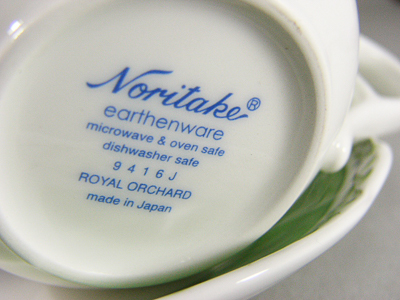 Noritake®
earthenware
microwave & oven safe
dishwasher safe
9416J
ROYAL ORCHARD
made in Japan